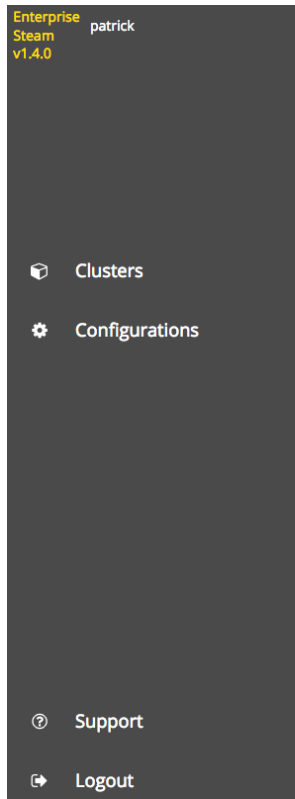 Enterprise
Steam
v1.4.0
patrick
Clusters
Configurations
Support
Logout